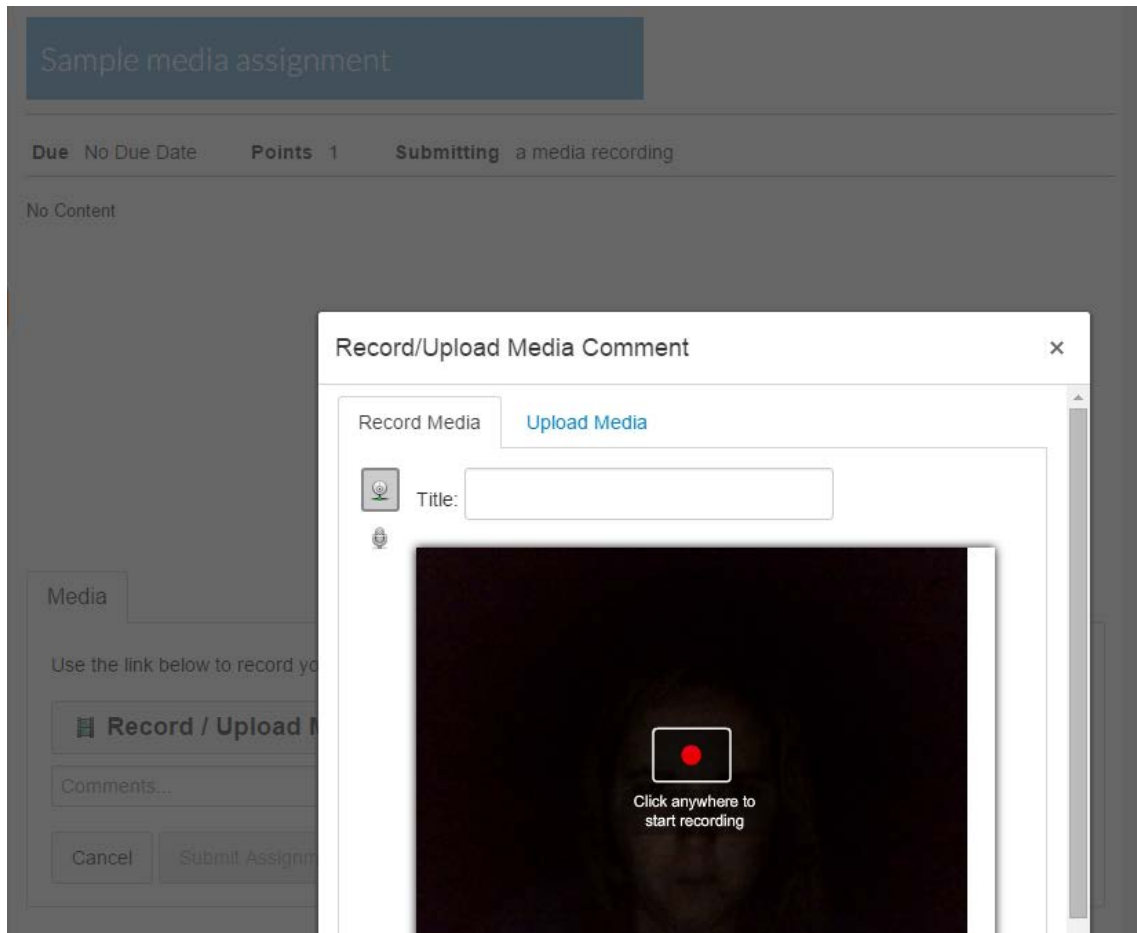 Sample media assignment
Due No Due Date Points 1 Submitting a media recording
No Content
Record/Upload Media Comment
×
Record Media Upload Media
Title:
Click anywhere to
start recording
Media
Use the link below to record
Record / Upload
Comments...
Cancel Submit